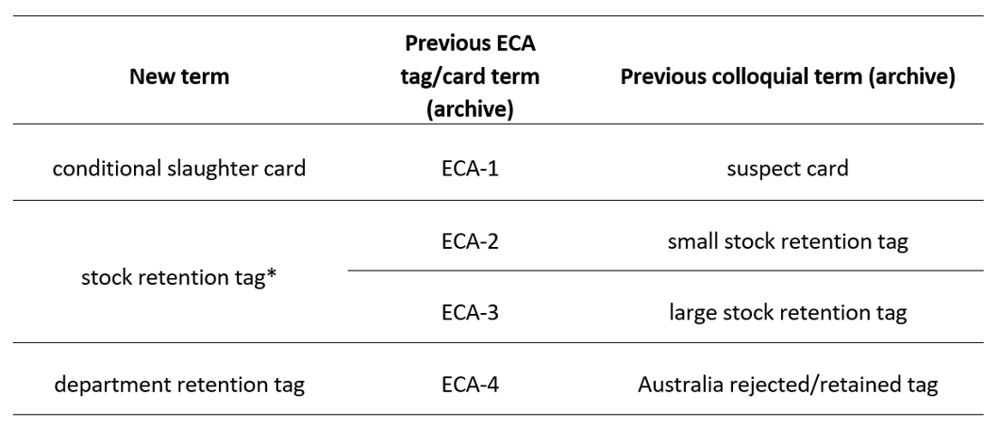 New term Previous ECA tag/card term (archive) Previous colloquial term (archive)
conditional slaughter card ECA-1 suspect card
stock retention tag* ECA-2 small stock retention tag
ECA-3 large stock retention tag
department retention tag ECA-4 Australia rejected/retained tag